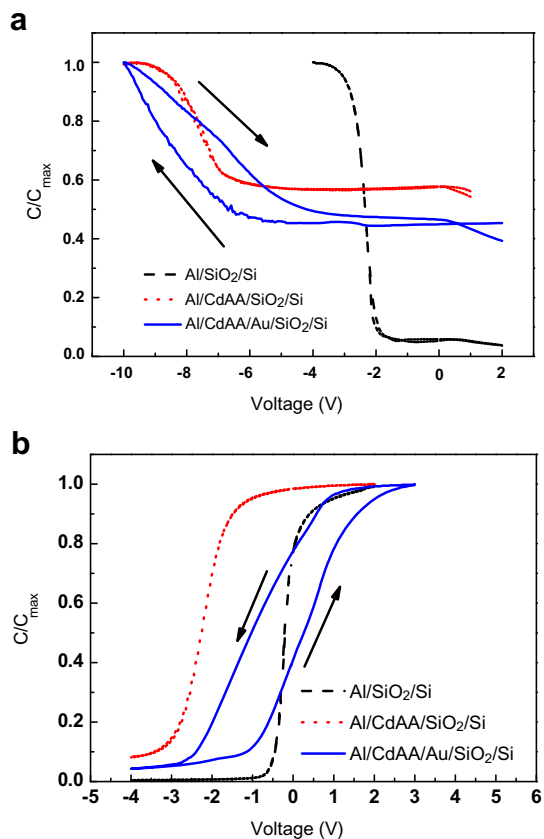 a
C/Cmax
1.0
0.8
0.6
0.4
0.2
0.0
Al/SiO2/Si
Al/CdAA/SiO2/Si
Al/CdAA/Au/SiO2/Si
-10 -8 -6 -4 -2 0 2
Voltage (V)
b
C/Cmax
1.0
0.8
0.6
0.4
0.2
0.0
Al/SiO2/Si
Al/CdAA/SiO2/Si
Al/CdAA/Au/SiO2/Si
-5 -4 -3 -2 -1 0 1 2 3 4 5 6
Voltage (V)